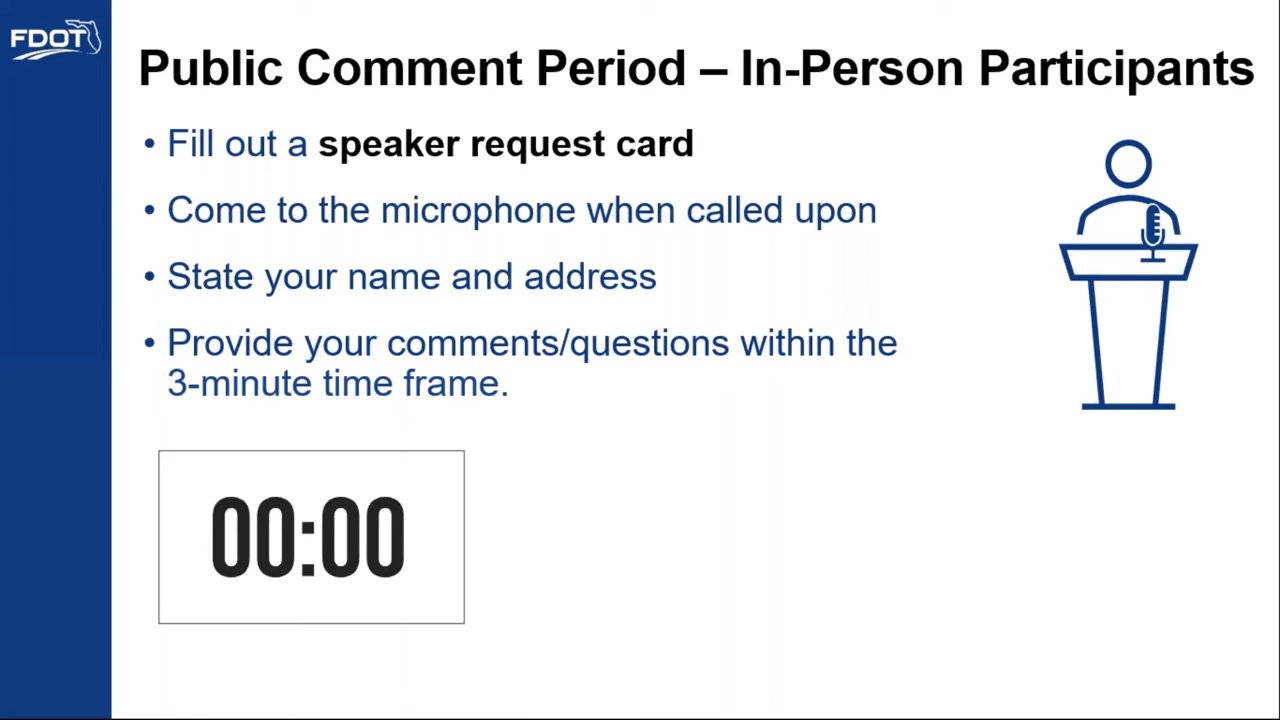 FDOT
Public Comment Period – In-Person Participants
• Fill out a speaker request card
• Come to the microphone when called upon
• State your name and address
• Provide your comments/questions within the
3-minute time frame.
00:00